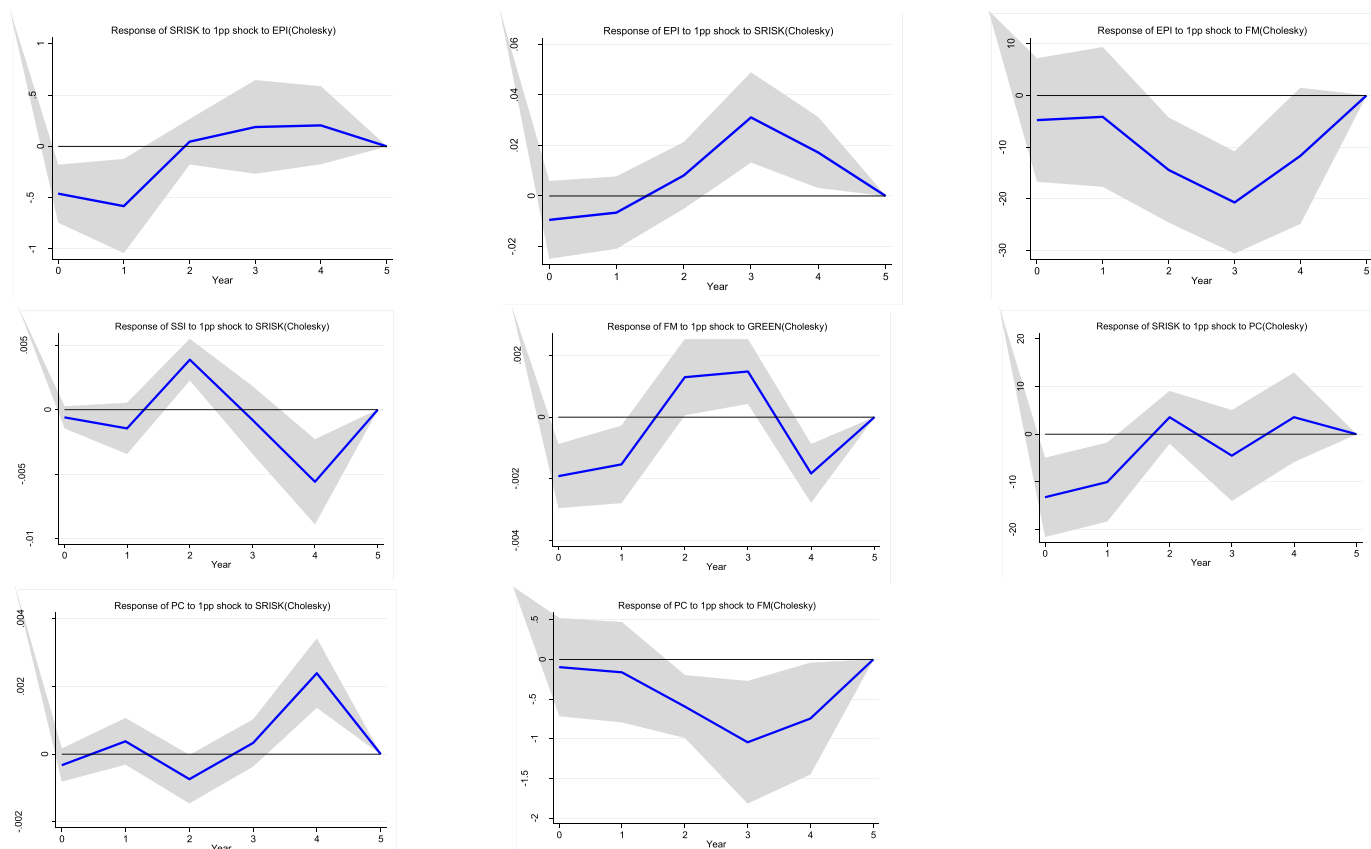 Response of SRISK to 1pp shock to EPI(Cholesky)
1
.5
0
-.5
-1
0 1 2 3 4 5
Year
Response of EPI to 1pp shock to SRISK(Cholesky)
.06
.04
.02
0
-.02
0 1 2 3 4 5
Year
Response of EPI to 1pp shock to FM(Cholesky)
10
0
-10
-20
-30
0 1 2 3 4 5
Year
Response of SSI to 1pp shock to SRISK(Cholesky)
.005
0
-.005
-.01
0 1 2 3 4 5
Year
Response of FM to 1pp shock to GREEN(Cholesky)
.002
0
-.002
-.004
0 1 2 3 4 5
Year
Response of SRISK to 1pp shock to PC(Cholesky)
20
10
0
-10
-20
0 1 2 3 4 5
Year
Response of PC to 1pp shock to SRISK(Cholesky)
.004
.002
0
-.002
0 1 2 3 4 5
Year
Response of PC to 1pp shock to FM(Cholesky)
.5
0
-.5
-1
-1.5
-2
0 1 2 3 4 5
Year